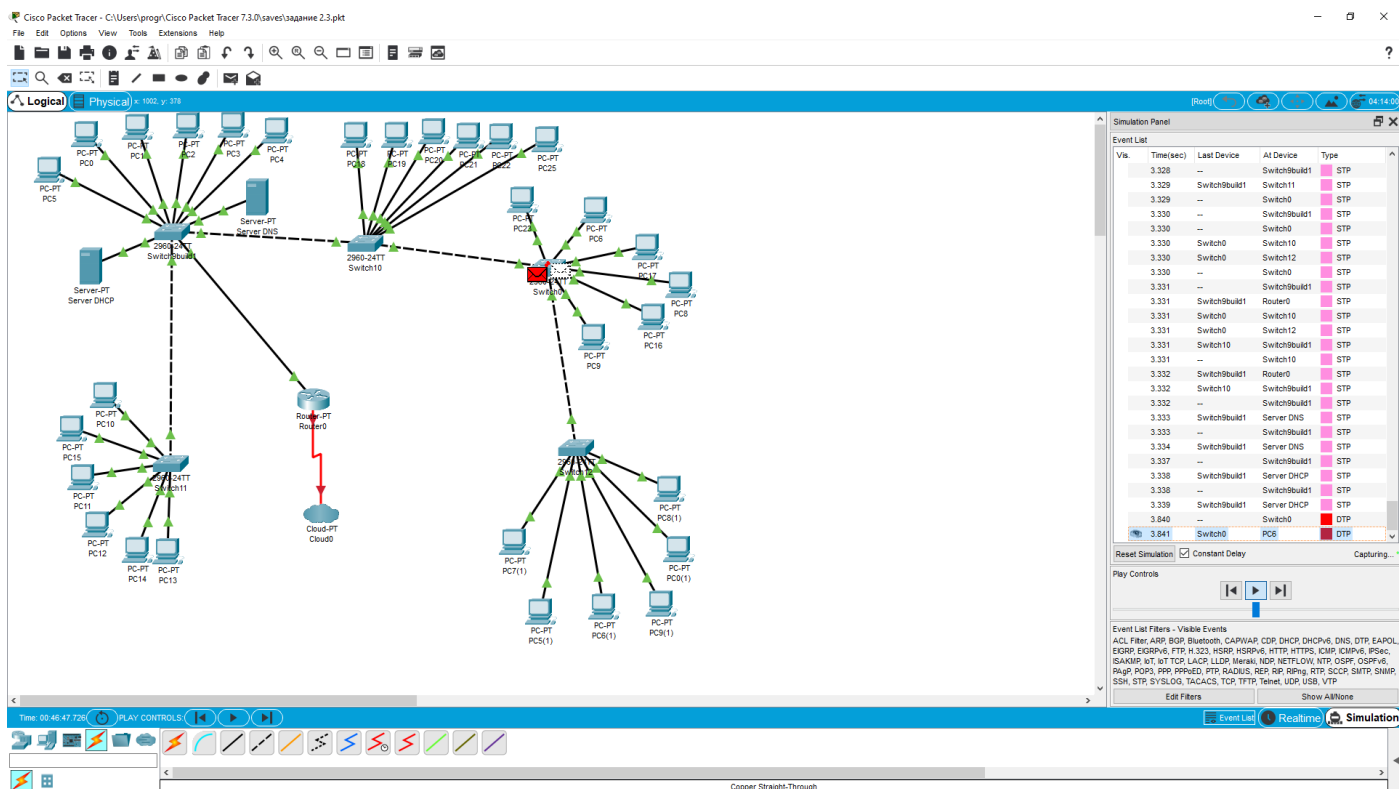 Cisco Packet Tracer - C:\Users\progr\Cisco Packet Tracer 7.3.0\saves\задание 2.3.pkt
File Edit Options View Tools Extensions Help
?
Logical Physical x: 1002, y: 378 [Root] 04:14:00
PC-PT
PC0
PC-PT
PC1
PC-PT
PC2
PC-PT
PC3
PC-PT
PC4
PC-PT
PC5
Server-PT
Server DNS
2960-24TT
Switch9build1
Server-PT
Server DHCP
PC-PT
PC18
PC-PT
PC19
PC-PT
PC20
PC-PT
PC21
PC-PT
PC22
PC-PT
PC25
2960-24TT
Switch10
PC-PT
PC23
PC-PT
PC6
PC-PT
PC17
PC-PT
PC8
PC-PT
PC16
PC-PT
PC9
2960-24TT
Switch0
PC-PT
PC10
PC-PT
PC15
PC-PT
PC11
PC-PT
PC12
PC-PT
PC14
PC-PT
PC13
2960-24TT
Switch11
Router-PT
Router0
Cloud-PT
Cloud0
2960-24TT
Switch12
PC-PT
PC8(1)
PC-PT
PC7(1)
PC-PT
PC0(1)
PC-PT
PC5(1)
PC-PT
PC6(1)
PC-PT
PC9(1)
Simulation Panel
Event List
Vis. Time(sec) Last Device At Device Type
3.328 -- Switch9build1 STP
3.329 Switch9build1 Switch11 STP
3.329 -- Switch0 STP
3.330 -- Switch9build1 STP
3.330 -- Switch0 STP
3.330 Switch0 Switch10 STP
3.330 Switch0 Switch12 STP
3.330 -- Switch0 STP
3.331 -- Switch9build1 STP
3.331 Switch9build1 Router0 STP
3.331 Switch0 Switch10 STP
3.331 Switch0 Switch12 STP
3.331 Switch10 Switch9build1 STP
3.331 -- Switch10 STP
3.332 Switch9build1 Router0 STP
3.332 Switch10 Switch9build1 STP
3.332 -- Switch9build1 STP
3.333 Switch9build1 Server DNS STP
3.333 -- Switch9build1 STP
3.334 Switch9build1 Server DNS STP
3.337 -- Switch9build1 STP
3.338 Switch9build1 Server DHCP STP
3.338 -- Switch9build1 STP
3.339 Switch9build1 Server DHCP STP
3.840 -- Switch0 DTP
3.841 Switch0 PC6 DTP
Reset Simulation Constant Delay Capturing...
Play Controls
Event List Filters - Visible Events
ACL Filter, ARP, BGP, Bluetooth, CAPWAP, CDP, DHCP, DHCPv6, DNS, DTP, EAPOL,
EIGRP, EIGRPv6, FTP, H.323, HSRP, HSRPv6, HTTP, HTTPS, ICMP, ICMPv6, IPSec,
ISAKMP, IoT, IoT TCP, LACP, LLDP, Meraki, NDP, NETFLOW, NTP, OSPF, OSPFv6,
PAgP, POP3, PPP, PPPoED, PTP, RADIUS, REP, RIP, RIPng, RTP, SCCP, SMTP, SNMP,
SSH, STP, SYSLOG, TACACS, TCP, TFTP, Telnet, UDP, USB, VTP
Edit Filters Show All/None
Time: 00:46:47.726 PLAY CONTROLS: Event List Realtime Simulation
Copper Straight-Through